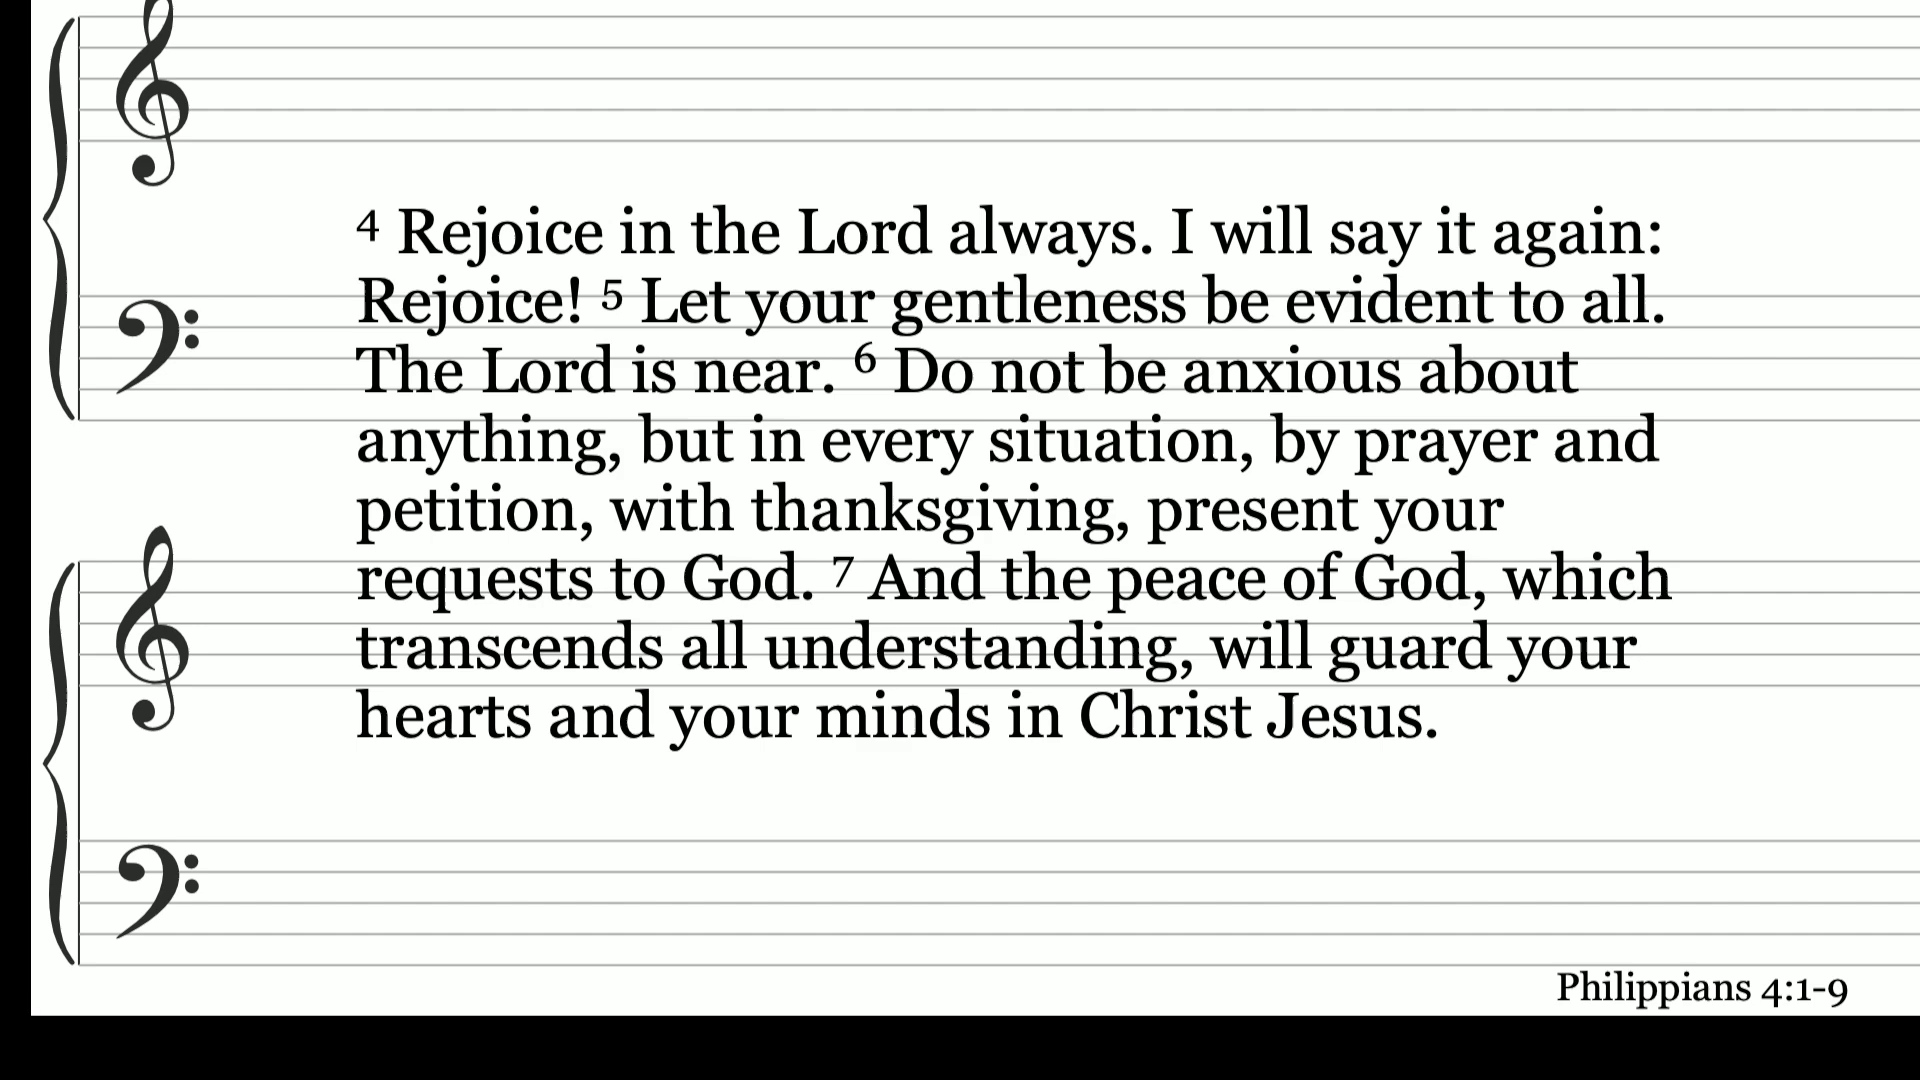 ⁴ Rejoice in the Lord always. I will say it again:
Rejoice! ⁵ Let your gentleness be evident to all.
The Lord is near. ⁶ Do not be anxious about
anything, but in every situation, by prayer and
petition, with thanksgiving, present your
requests to God. ⁷ And the peace of God, which
transcends all understanding, will guard your
hearts and your minds in Christ Jesus.
Philippians 4:1-9